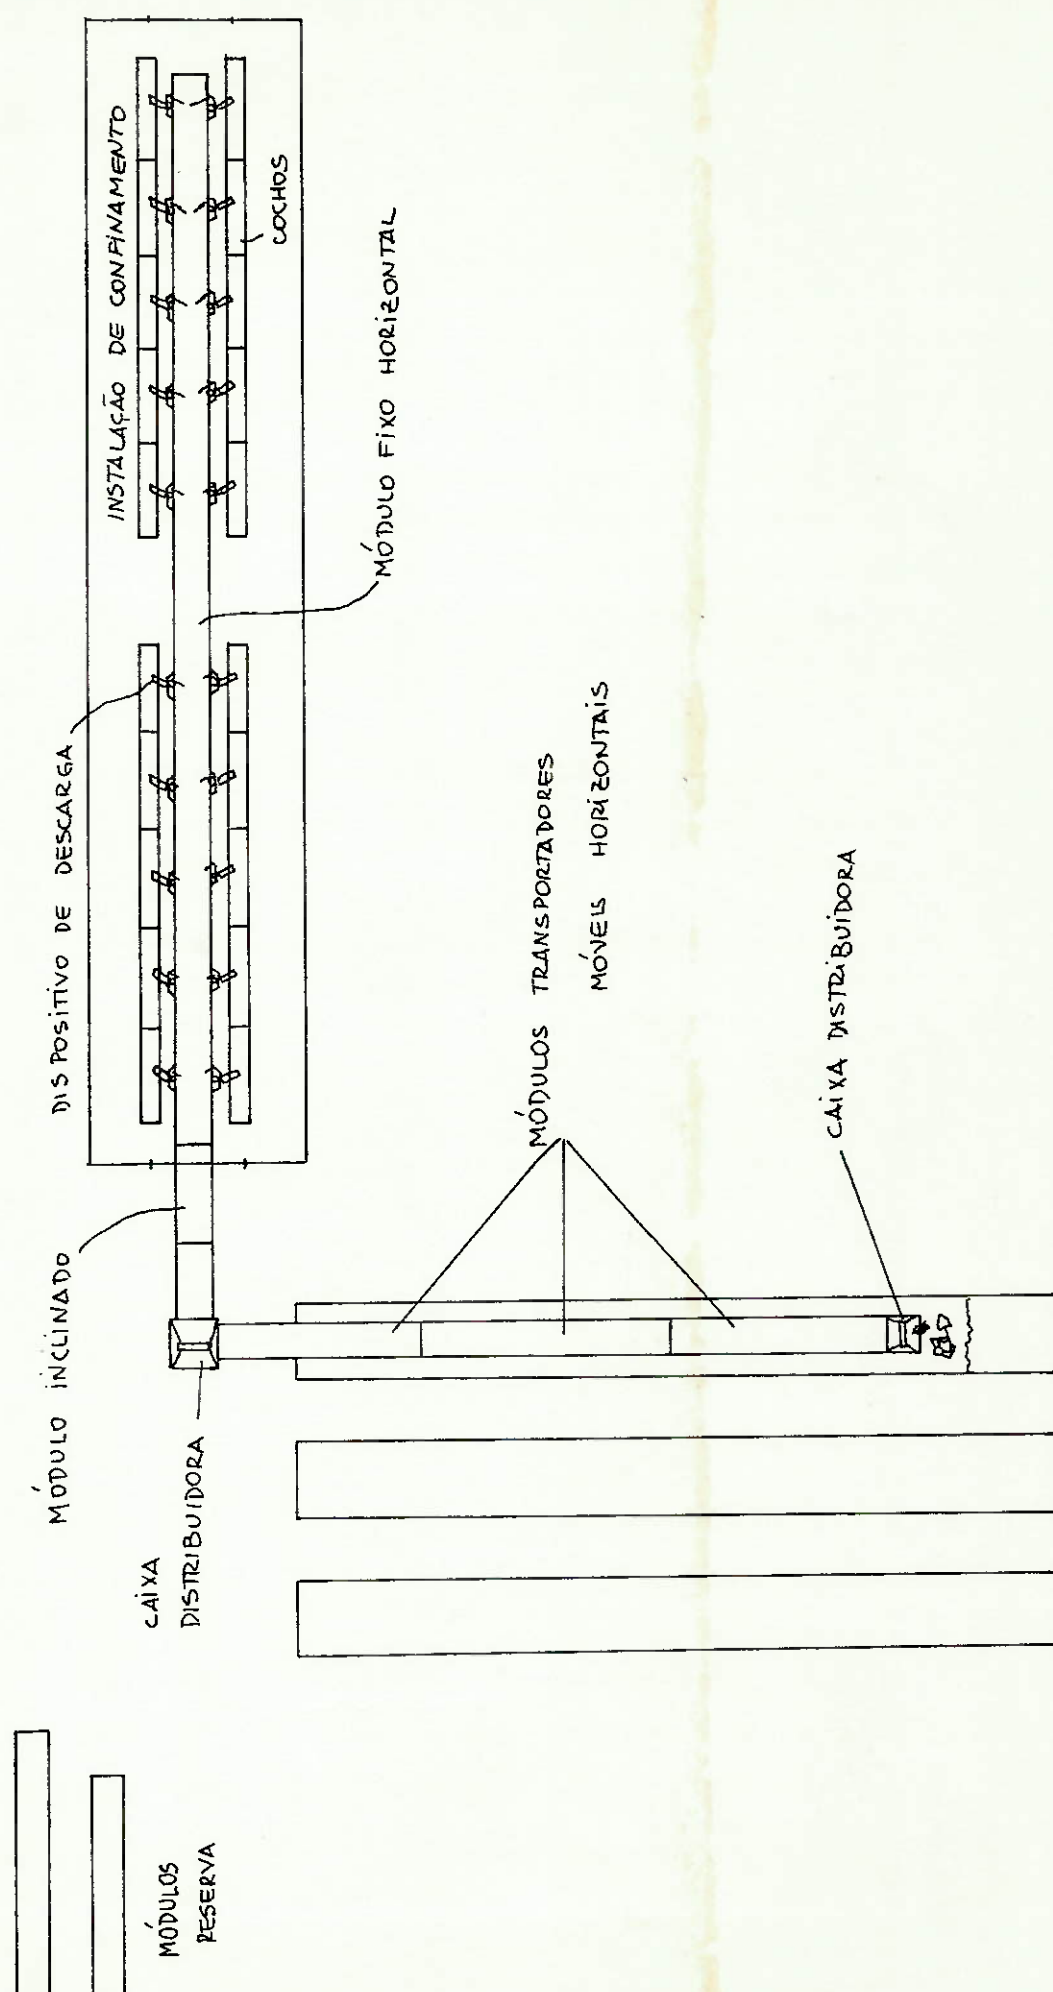 MÓDULOS
RESERVA
MÓDULO INCLINADO
CAIXA
DISTRIBUIDORA
DISPOSITIVO DE DESCARGA
INSTALAÇÃO DE CONFINAMENTO
COCHOS
MÓDULO FIXO HORIZONTAL
MÓDULOS TRANSPORTADORES
MÓVEIS HORIZONTAIS
CAIXA DISTRIBUIDORA